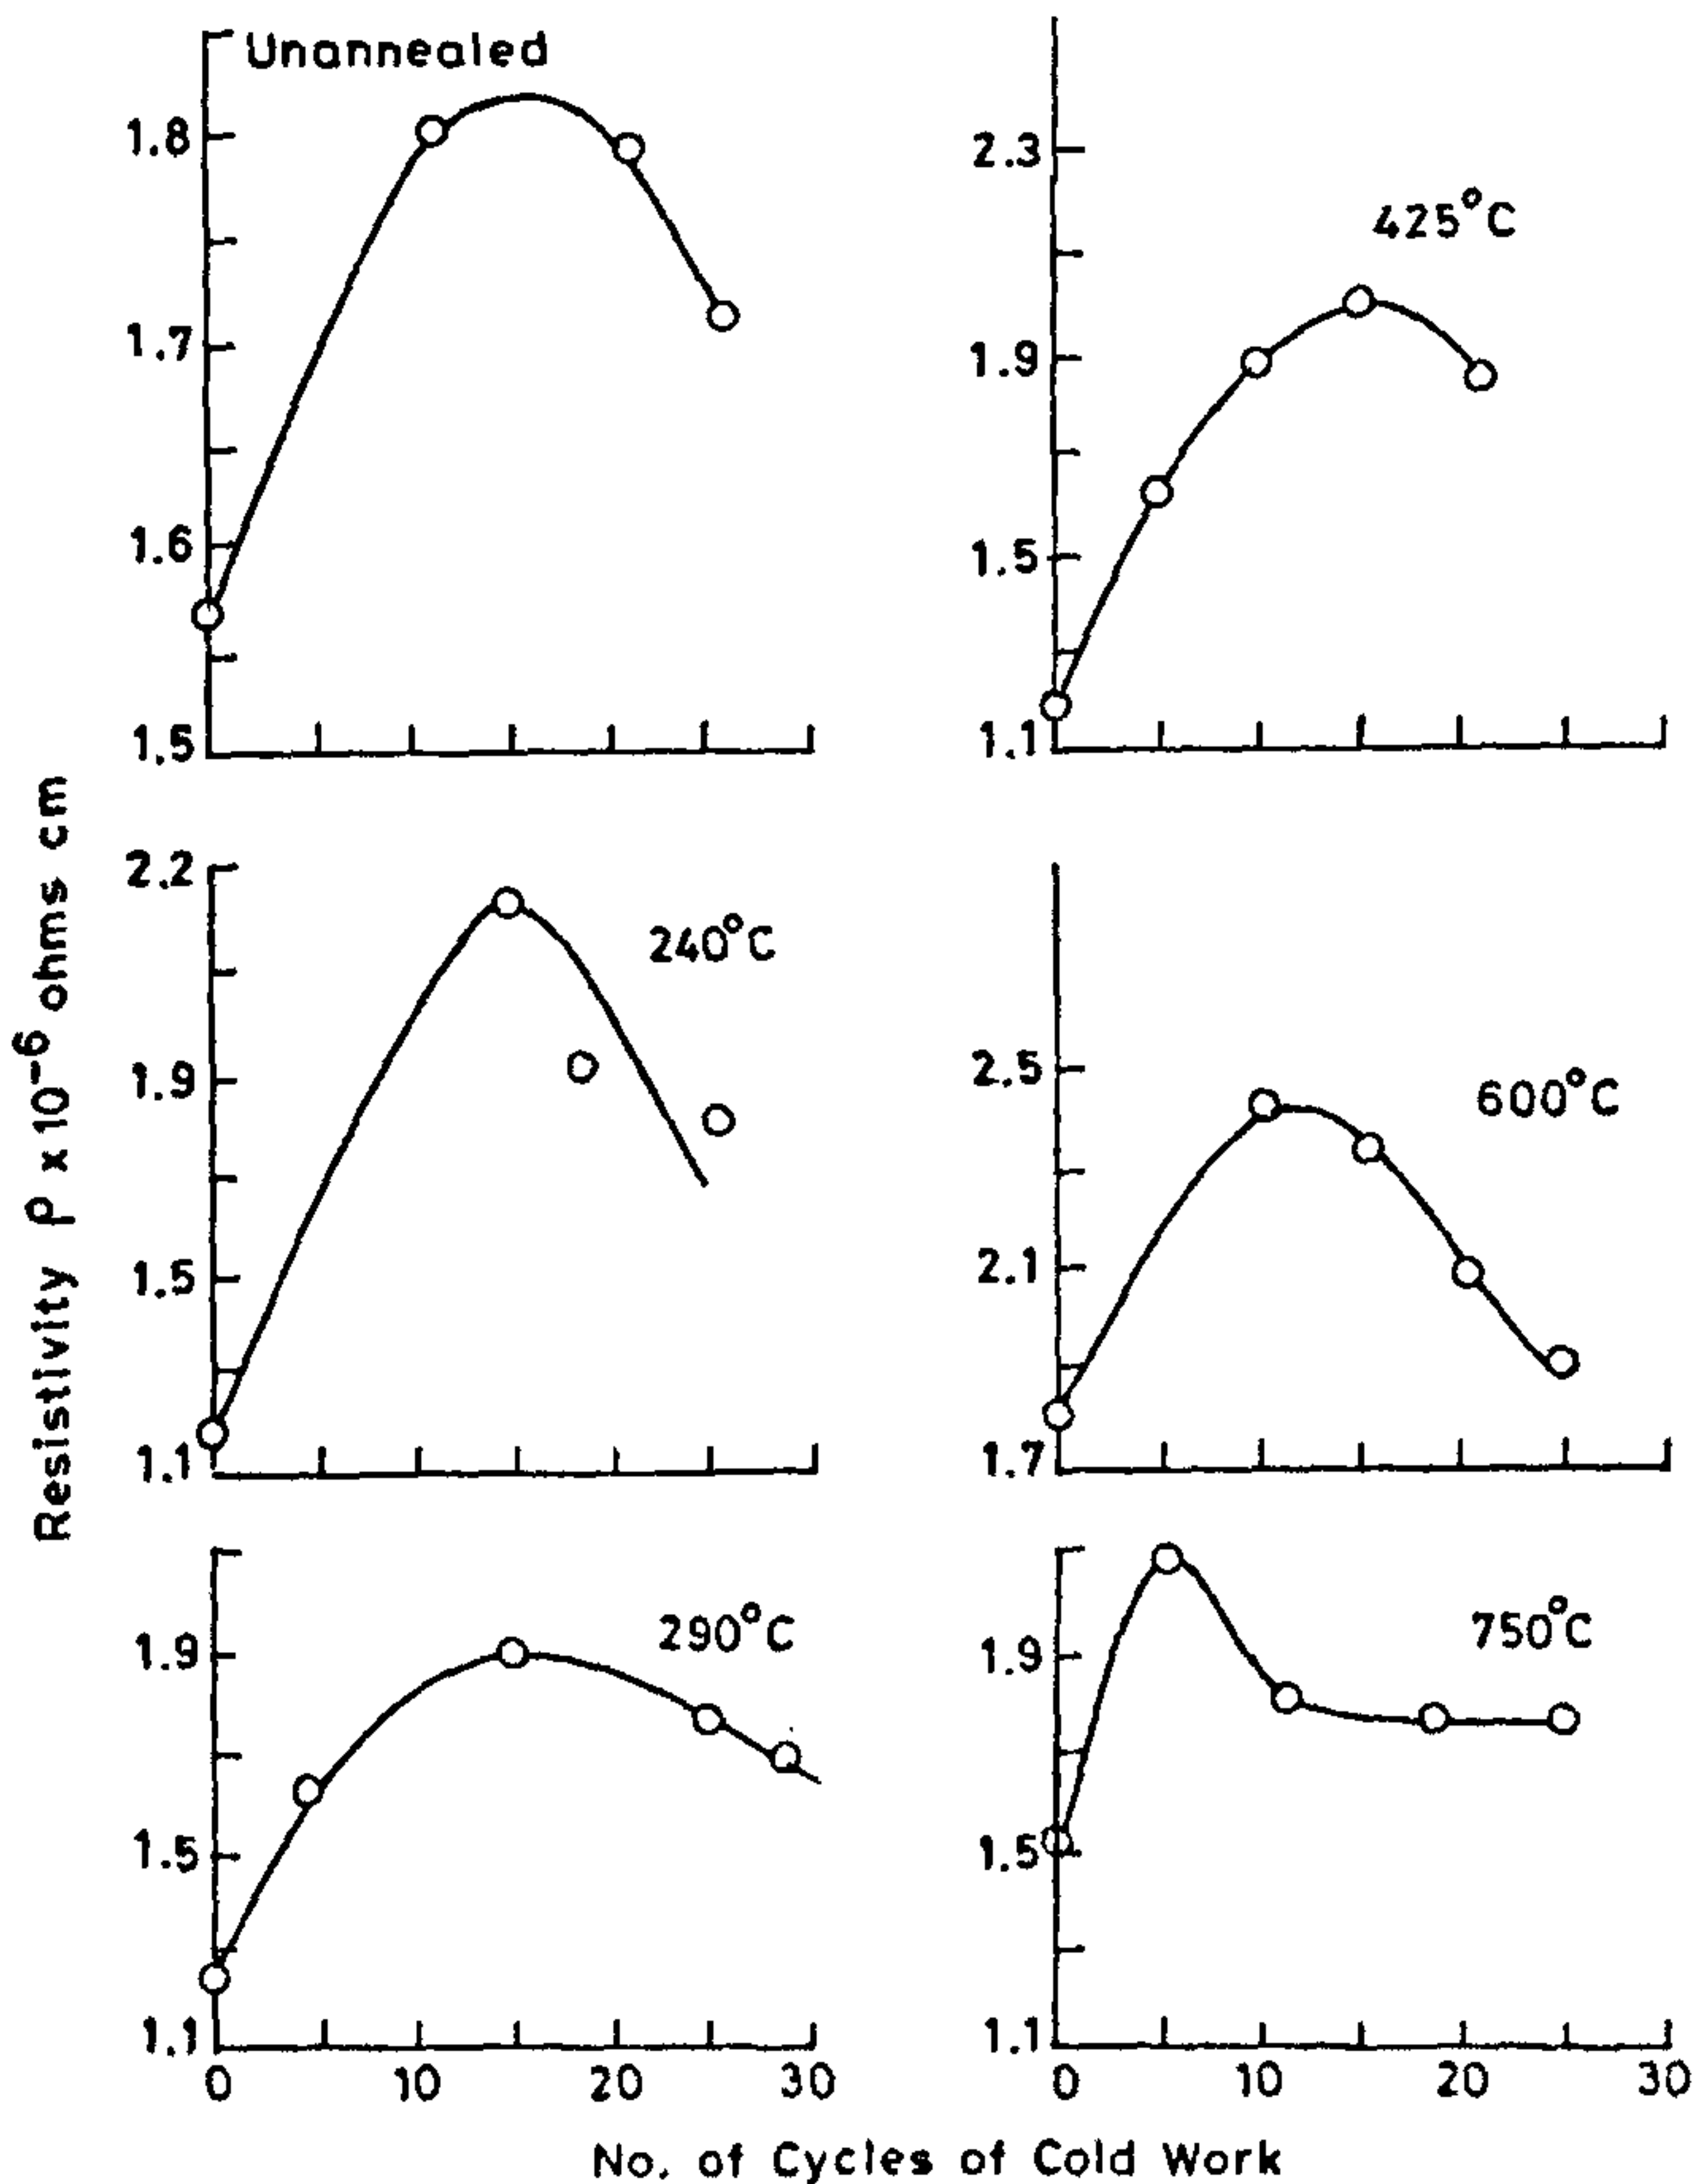 Unannealed
1.8
1.7
1.6
1.5
425°C
2.3
1.9
1.5
1.1
240°C
2.2
1.9
1.5
1.1
600°C
2.5
2.1
1.7
290°C
1.9
1.5
1.1
0 10 20 30
750°C
1.9
1.5
1.1
0 10 20 30
Resistivity ρ x 10⁻⁶ ohms cm
No. of Cycles of Cold Work